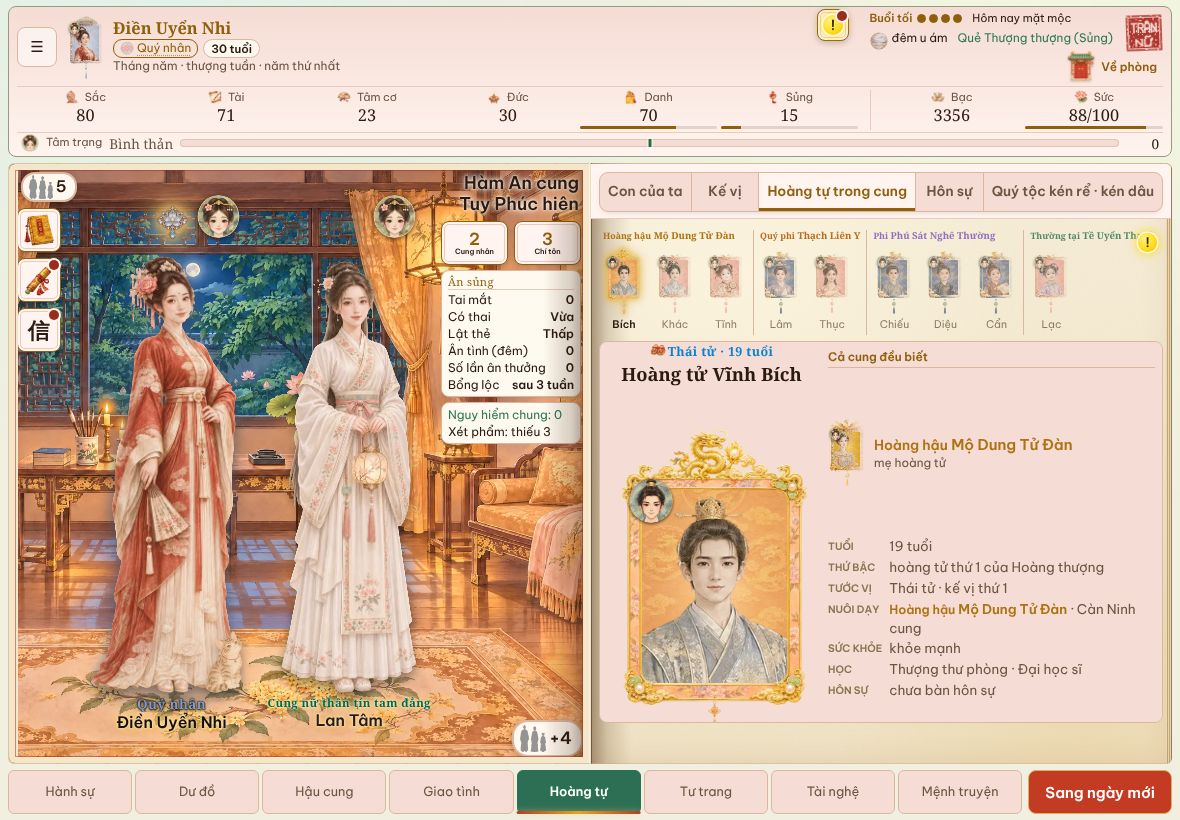 Điền Uyển Nhi
Quý nhân
30 tuổi
Tháng năm · thượng tuần · năm thứ nhất
!
Buổi tối
Hôm nay mặt mộc
đêm u ám
Quẻ Thượng thượng (Sủng)
TRẦN NỮ
Về phòng
Sắc
80
Tài
71
Tâm cơ
23
Đức
30
Danh
70
Sủng
15
Bạc
3356
Sức
88/100
Tâm trạng
Bình thản
0
5
信
Hàm An cung
Tuy Phúc hiên
2
Cung nhân
3
Chí tôn
Ân sủng
Tai mắt 0
Có thai Vừa
Lật thẻ Thấp
Ân tình (đêm) 0
Số lần ân thưởng 0
Bổng lộc sau 3 tuần
Nguy hiểm chung: 0
Xét phẩm: thiếu 3
Quý nhân
Điền Uyển Nhi
Cung nữ thân tín tam đẳng
Lan Tâm
+4
Con của ta
Kế vị
Hoàng tự trong cung
Hôn sự
Quý tộc kén rể · kén dâu
Hoàng hậu Mộ Dung Tử Đàn
Quý phi Thạch Liên Y
Phi Phú Sát Nghê Thường
Thường tại Tề Uyển Th
!
Bích
Khác
Tĩnh
Lâm
Thục
Chiếu
Diệu
Cẩn
Lạc
Thái tử · 19 tuổi
Hoàng tử Vĩnh Bích
Cả cung đều biết
Hoàng hậu Mộ Dung Tử Đàn
mẹ hoàng tử
TUỔI 19 tuổi
THỨ BẬC hoàng tử thứ 1 của Hoàng thượng
TƯỚC VỊ Thái tử · kế vị thứ 1
NUÔI DẠY Hoàng hậu Mộ Dung Tử Đàn · Càn Ninh
cung
SỨC KHỎE khỏe mạnh
HỌC Thượng thư phòng · Đại học sĩ
HÔN SỰ chưa bàn hôn sự
Hành sự
Dư đồ
Hậu cung
Giao tình
Hoàng tự
Tư trang
Tài nghệ
Mệnh truyện
Sang ngày mới